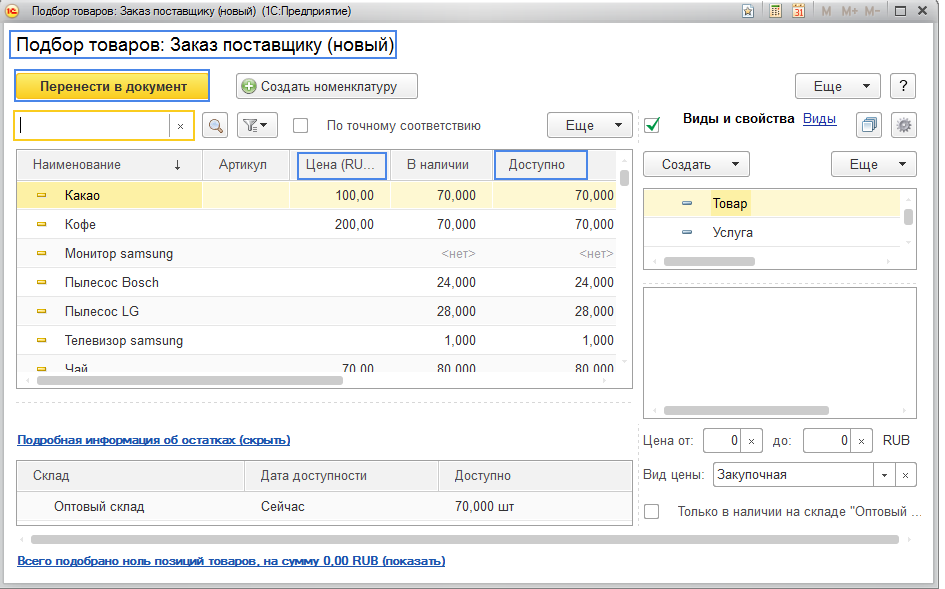 Подбор товаров: Заказ поставщику (новый) (1С:Предприятие)
M M+ M-
Подбор товаров: Заказ поставщику (новый)
Перенести в документ Создать номенклатуру Еще ?
По точному соответствию Еще Виды и свойства Виды
Наименование ↓ Артикул Цена (RU... В наличии Доступно
Создать Еще
Какао 100,00 70,000 70,000
Кофе 200,00 70,000 70,000
Монитор samsung <нет> <нет>
Пылесос Bosch 24,000 24,000
Пылесос LG 28,000 28,000
Телевизор samsung 1,000 1,000
Чай 70,00 80,000 80,000
Товар
Услуга
Подробная информация об остатках (скрыть)
Склад Дата доступности Доступно
Оптовый склад Сейчас 70,000 шт
Цена от: 0 × до: 0 × RUB
Вид цены: Закупочная
Только в наличии на складе "Оптовый ...
Всего подобрано ноль позиций товаров, на сумму 0,00 RUB (показать)